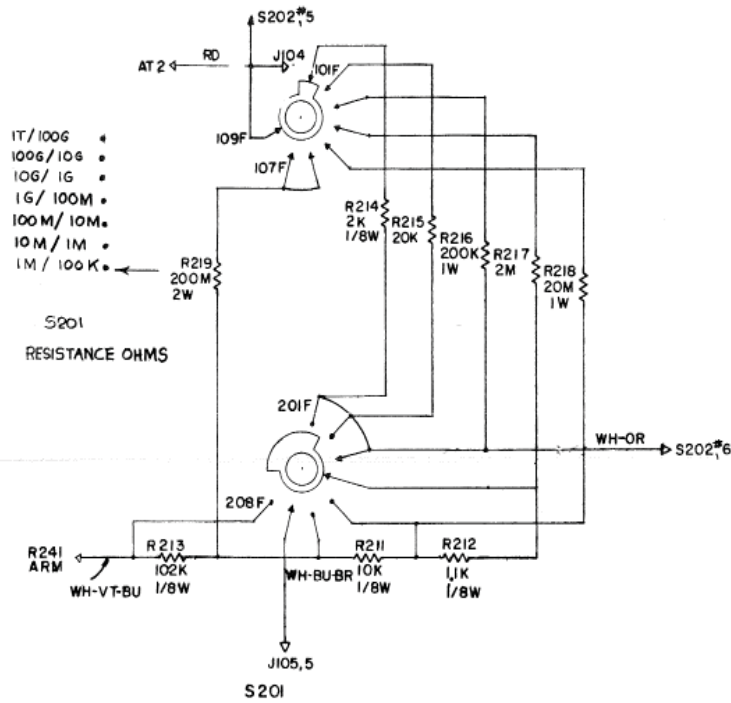 S202,#5
AT2
RD
J104
101F
109F
107F
1T/100G
100G/10G
10G/1G
1G/100M
100M/10M
10M/1M
1M/100K
S201
RESISTANCE OHMS
R219
200M
2W
R214
2K
1/8W
R215
20K
R216
200K
1W
R217
2M
R218
20M
1W
201F
WH-OR
S202,#6
208F
R241
ARM
WH-VT-BU
R213
102K
1/8W
WH-BU-BR
R211
10K
1/8W
R212
1.1K
1/8W
J105,5
S201